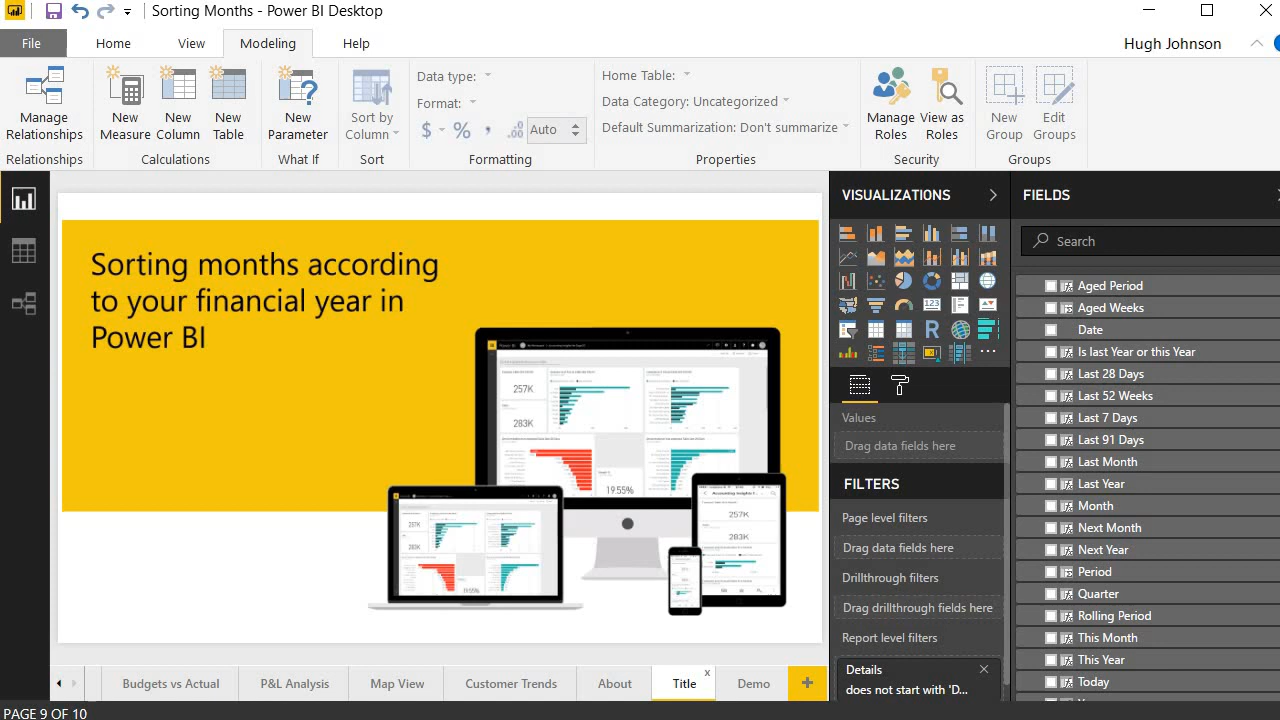 Sorting Months - Power BI Desktop
File
Home
View
Modeling
Help
Hugh Johnson
Manage
Relationships
Relationships
New
Measure
New
Column
New
Table
Calculations
New
Parameter
What If
Sort by
Column
Sort
Data type:
Format:
$ % , .00 Auto
Formatting
Home Table:
Data Category: Uncategorized
Default Summarization: Don't summarize
Properties
Manage
Roles
View as
Roles
Security
New
Group
Edit
Groups
Groups
Sorting months according
to your financial year in
Power BI
257K
283K
19.55%
257K
283K
19.55%
257K
283K
VISUALIZATIONS
123
R
Values
Drag data fields here
FILTERS
Page level filters
Drag data fields here
Drillthrough filters
Drag drillthrough fields here
Report level filters
Details
does not start with 'D...
FIELDS
Search
Aged Period
Aged Weeks
Date
Is last Year or this Year
Last 28 Days
Last 52 Weeks
Last 7 Days
Last 91 Days
Last Month
Last Year
Month
Next Month
Next Year
Period
Quarter
Rolling Period
This Month
This Year
Today
Budgets vs Actual
P&L Analysis
Map View
Customer Trends
About
Title
x
Demo
+
PAGE 9 OF 10